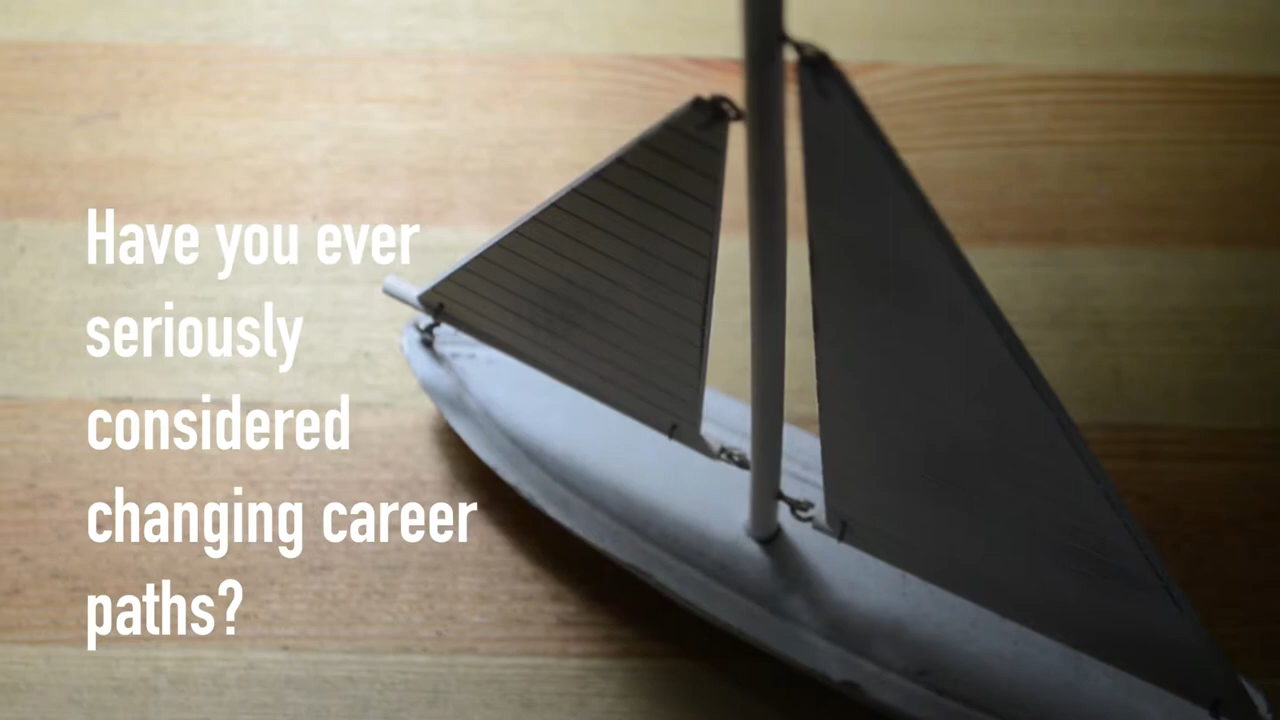 Have you ever
seriously
considered
changing career
paths?